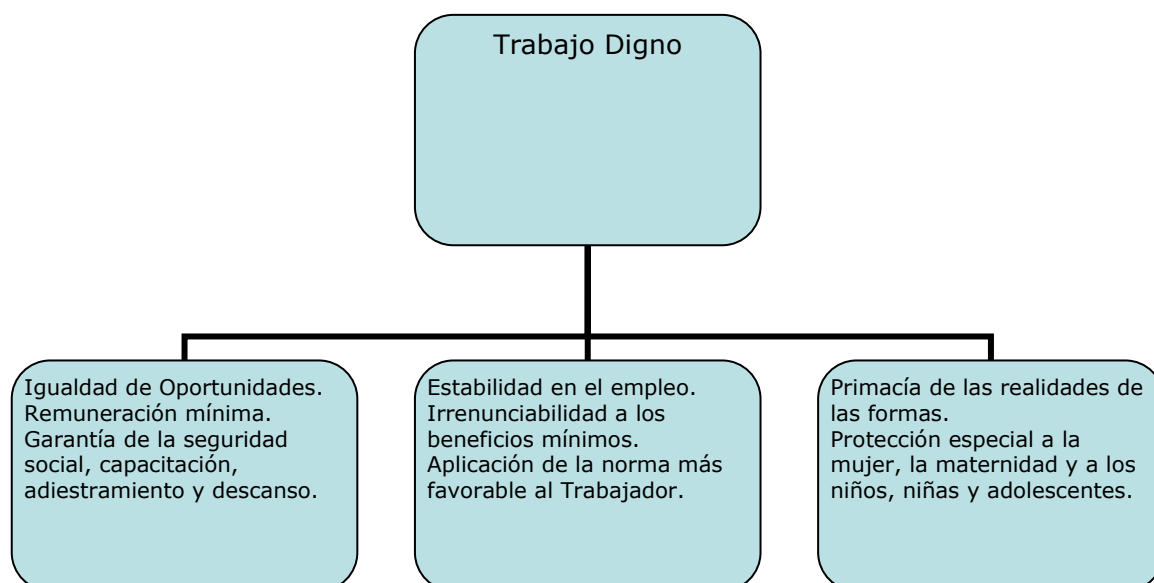 Trabajo Digno
Igualdad de Oportunidades.
Remuneración mínima.
Garantía de la seguridad
social, capacitación,
adiestramiento y descanso.
Estabilidad en el empleo.
Irrenunciabilidad a los
beneficios mínimos.
Aplicación de la norma más
favorable al Trabajador.
Primacía de las realidades de
las formas.
Protección especial a la
mujer, la maternidad y a los
niños, niñas y adolescentes.